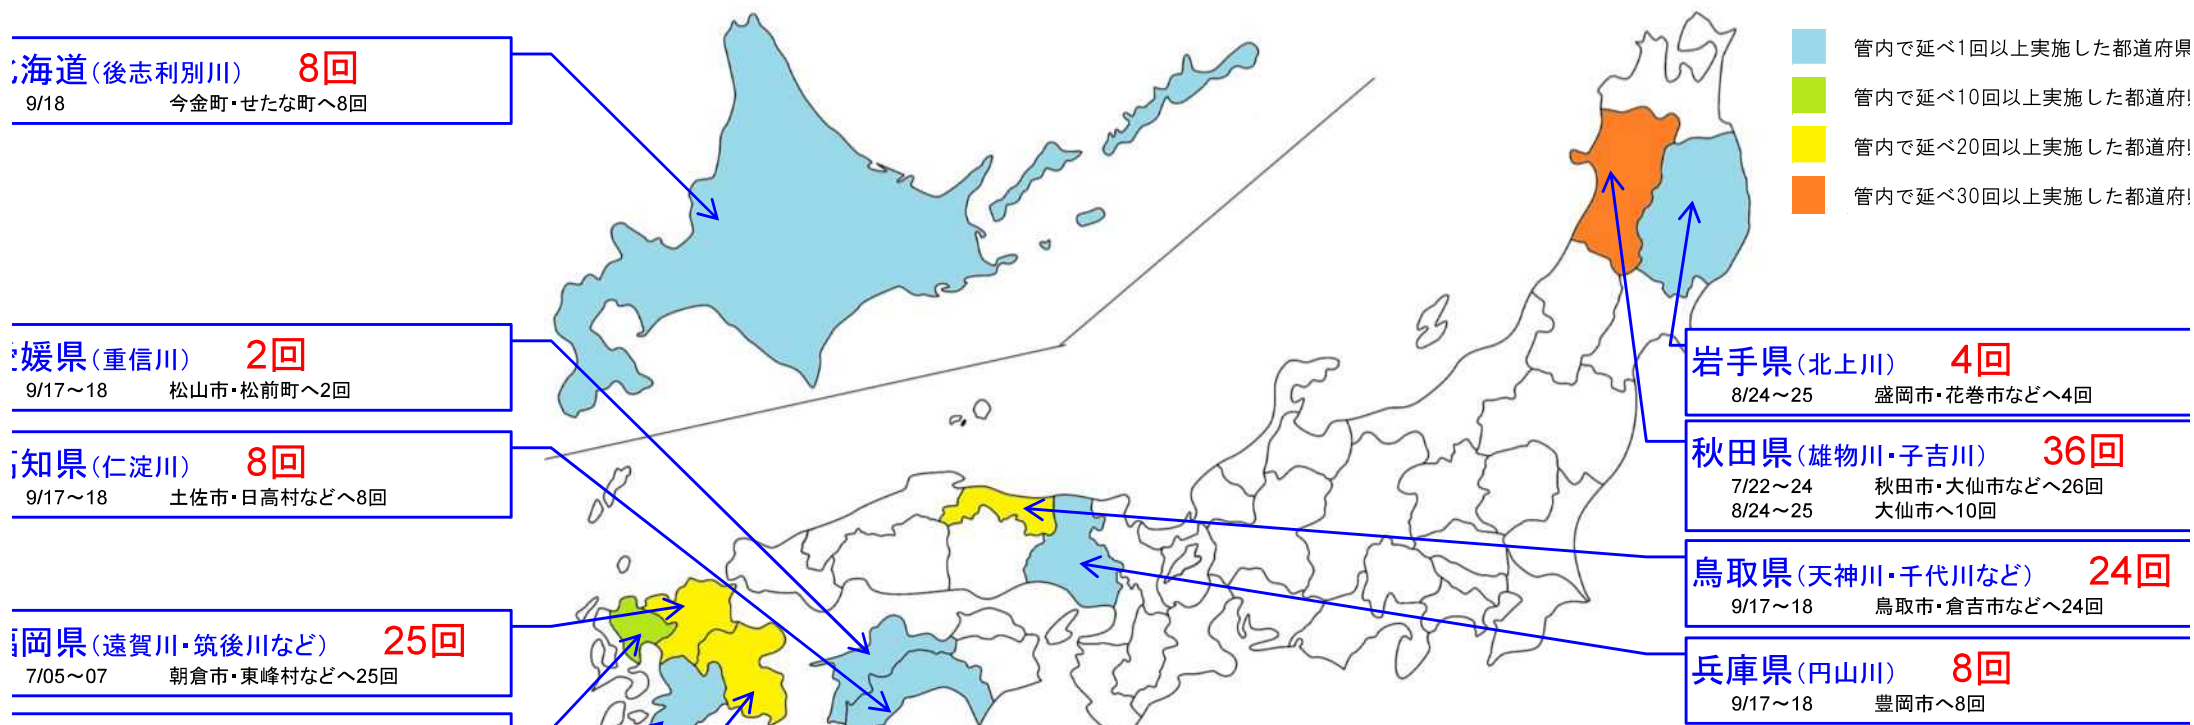 海道(後志利別川) 8回
9/18 今金町・せたな町へ8回
媛県(重信川) 2回
9/17～18 松山市・松前町へ2回
知県(仁淀川) 8回
9/17～18 土佐市・日高村などへ8回
岡県(遠賀川・筑後川など) 25回
7/05～07 朝倉市・東峰村などへ25回
管内で延べ1回以上実施した都道府県
管内で延べ10回以上実施した都道府
管内で延べ20回以上実施した都道府
管内で延べ30回以上実施した都道府
岩手県(北上川) 4回
8/24～25 盛岡市・花巻市などへ4回
秋田県(雄物川・子吉川) 36回
7/22～24 秋田市・大仙市などへ26回
8/24～25 大仙市へ10回
鳥取県(天神川・千代川など) 24回
9/17～18 鳥取市・倉吉市などへ24回
兵庫県(円山川) 8回
9/17～18 豊岡市へ8回